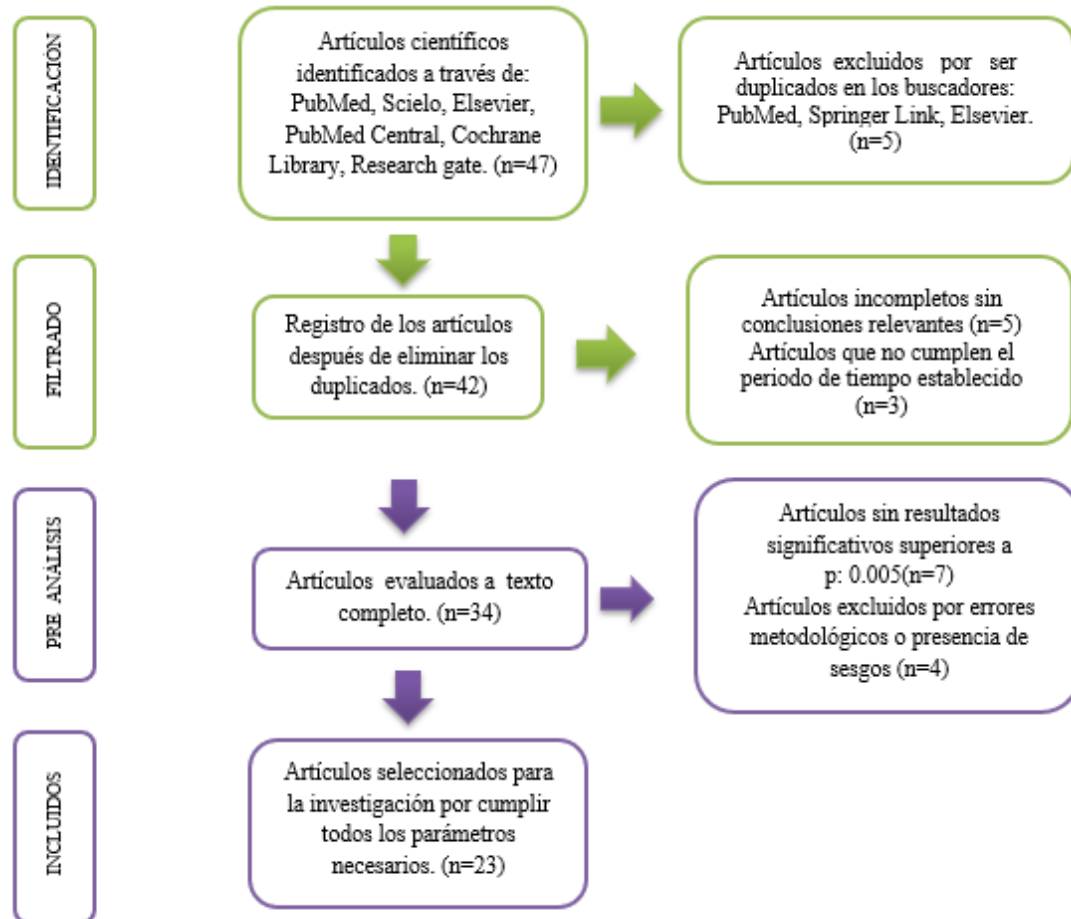 IDENTIFICACIÓN
Artículos científicos
identificados a través de:
PubMed, Scielo, Elsevier,
PubMed Central, Cochrane
Library, Research gate. (n=47)
Artículos excluidos por ser
duplicados en los buscadores:
PubMed, Springer Link, Elsevier.
(n=5)
FILTRADO
Registro de los artículos
después de eliminar los
duplicados. (n=42)
Artículos incompletos sin
conclusiones relevantes (n=5)
Artículos que no cumplen el
periodo de tiempo establecido
(n=3)
PRE ANÁLISIS
Artículos evaluados a texto
completo. (n=34)
Artículos sin resultados
significativos superiores a
p: 0.005(n=7)
Artículos excluidos por errores
metodológicos o presencia de
sesgos (n=4)
INCLUIDOS
Artículos seleccionados para
la investigación por cumplir
todos los parámetros
necesarios. (n=23)